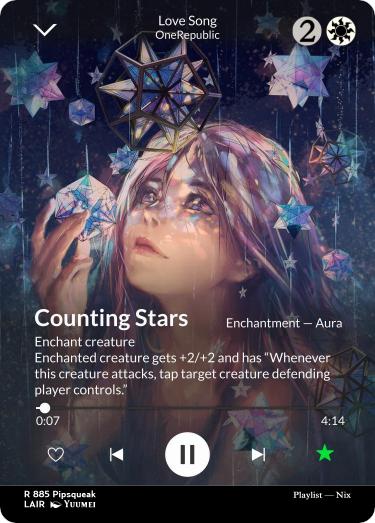 Love Song
OneRepublic
2
Counting Stars
Enchantment — Aura
Enchant creature
Enchanted creature gets +2/+2 and has “Whenever
this creature attacks, tap target creature defending
player controls.”
0:07
4:14
R 885 Pipsqueak
LAIR Yuumei
Playlist — Nix